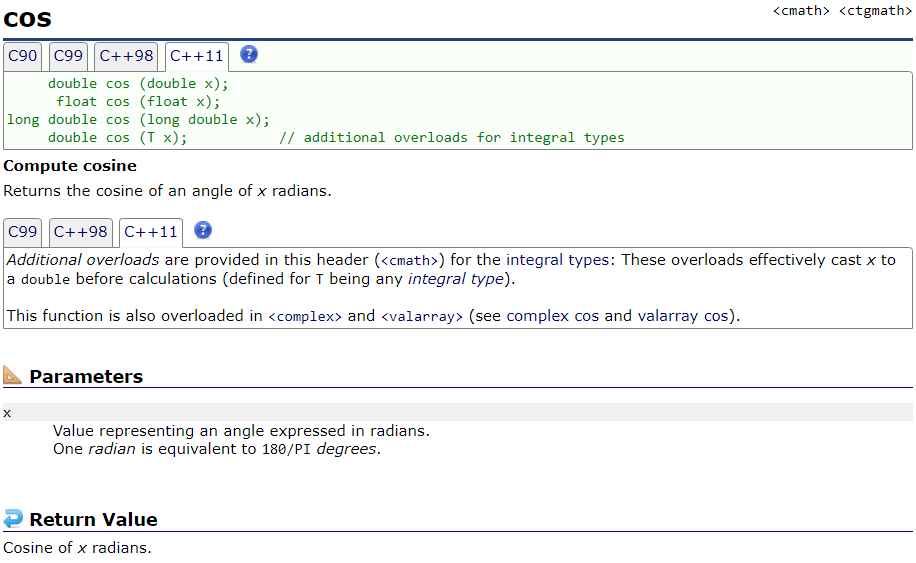 cos
<cmath> <ctgmath>
C90 C99 C++98 C++11 ?
double cos (double x);
float cos (float x);
long double cos (long double x);
double cos (T x); // additional overloads for integral types
Compute cosine
Returns the cosine of an angle of x radians.
C99 C++98 C++11 ?
Additional overloads are provided in this header (<cmath>) for the integral types: These overloads effectively cast x to
a double before calculations (defined for T being any integral type).
This function is also overloaded in <complex> and <valarray> (see complex cos and valarray cos).
Parameters
x
Value representing an angle expressed in radians.
One radian is equivalent to 180/PI degrees.
Return Value
Cosine of x radians.